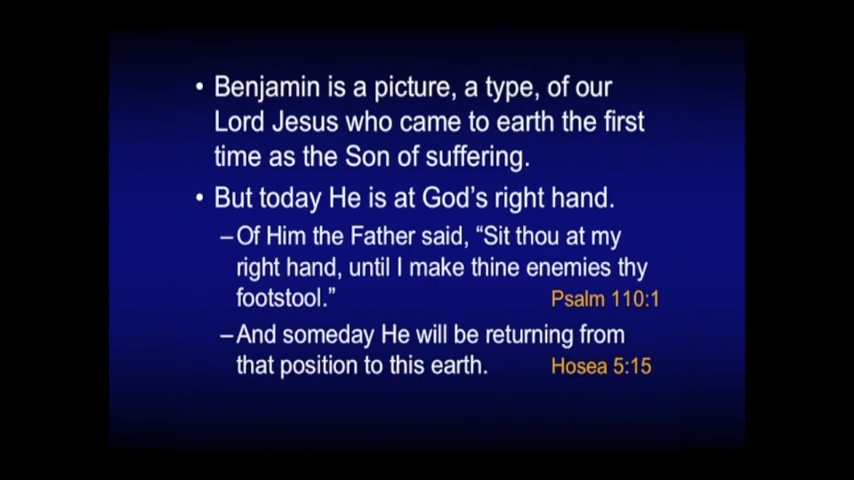 • Benjamin is a picture, a type, of our
Lord Jesus who came to earth the first
time as the Son of suffering.
• But today He is at God’s right hand.
–Of Him the Father said, “Sit thou at my
right hand, until I make thine enemies thy
footstool.” Psalm 110:1
–And someday He will be returning from
that position to this earth. Hosea 5:15